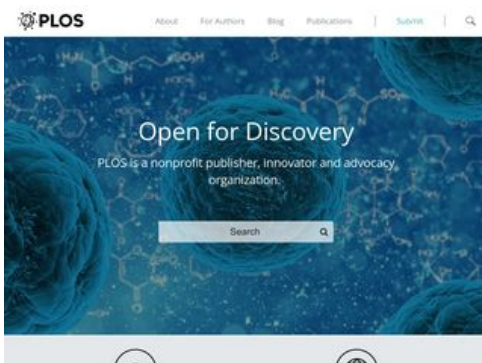 PLOS
About For Authors Blog Publications Submit
Open for Discovery
PLOS is a nonprofit publisher, innovator and advocacy
organization.
Search